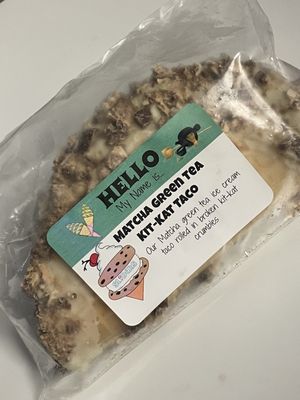 HELLO
My Name is...
Matcha Green Tea
Kit-Kat Taco
Our Matcha green tea ice cream
taco rolled in broken kit-kat
crumbles